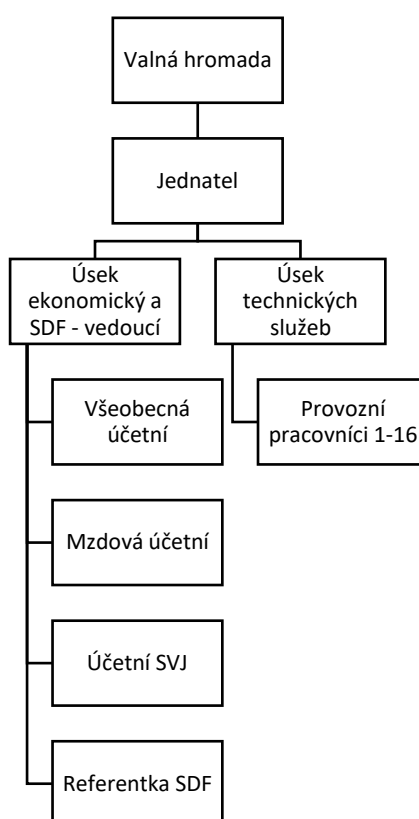 Valná hromada
Jednatel
Úsek
ekonomický a
SDF - vedoucí
Úsek
technických
služeb
Všeobecná
účetní
Provozní
pracovníci 1-16
Mzdová účetní
Účetní SVJ
Referentka SDF